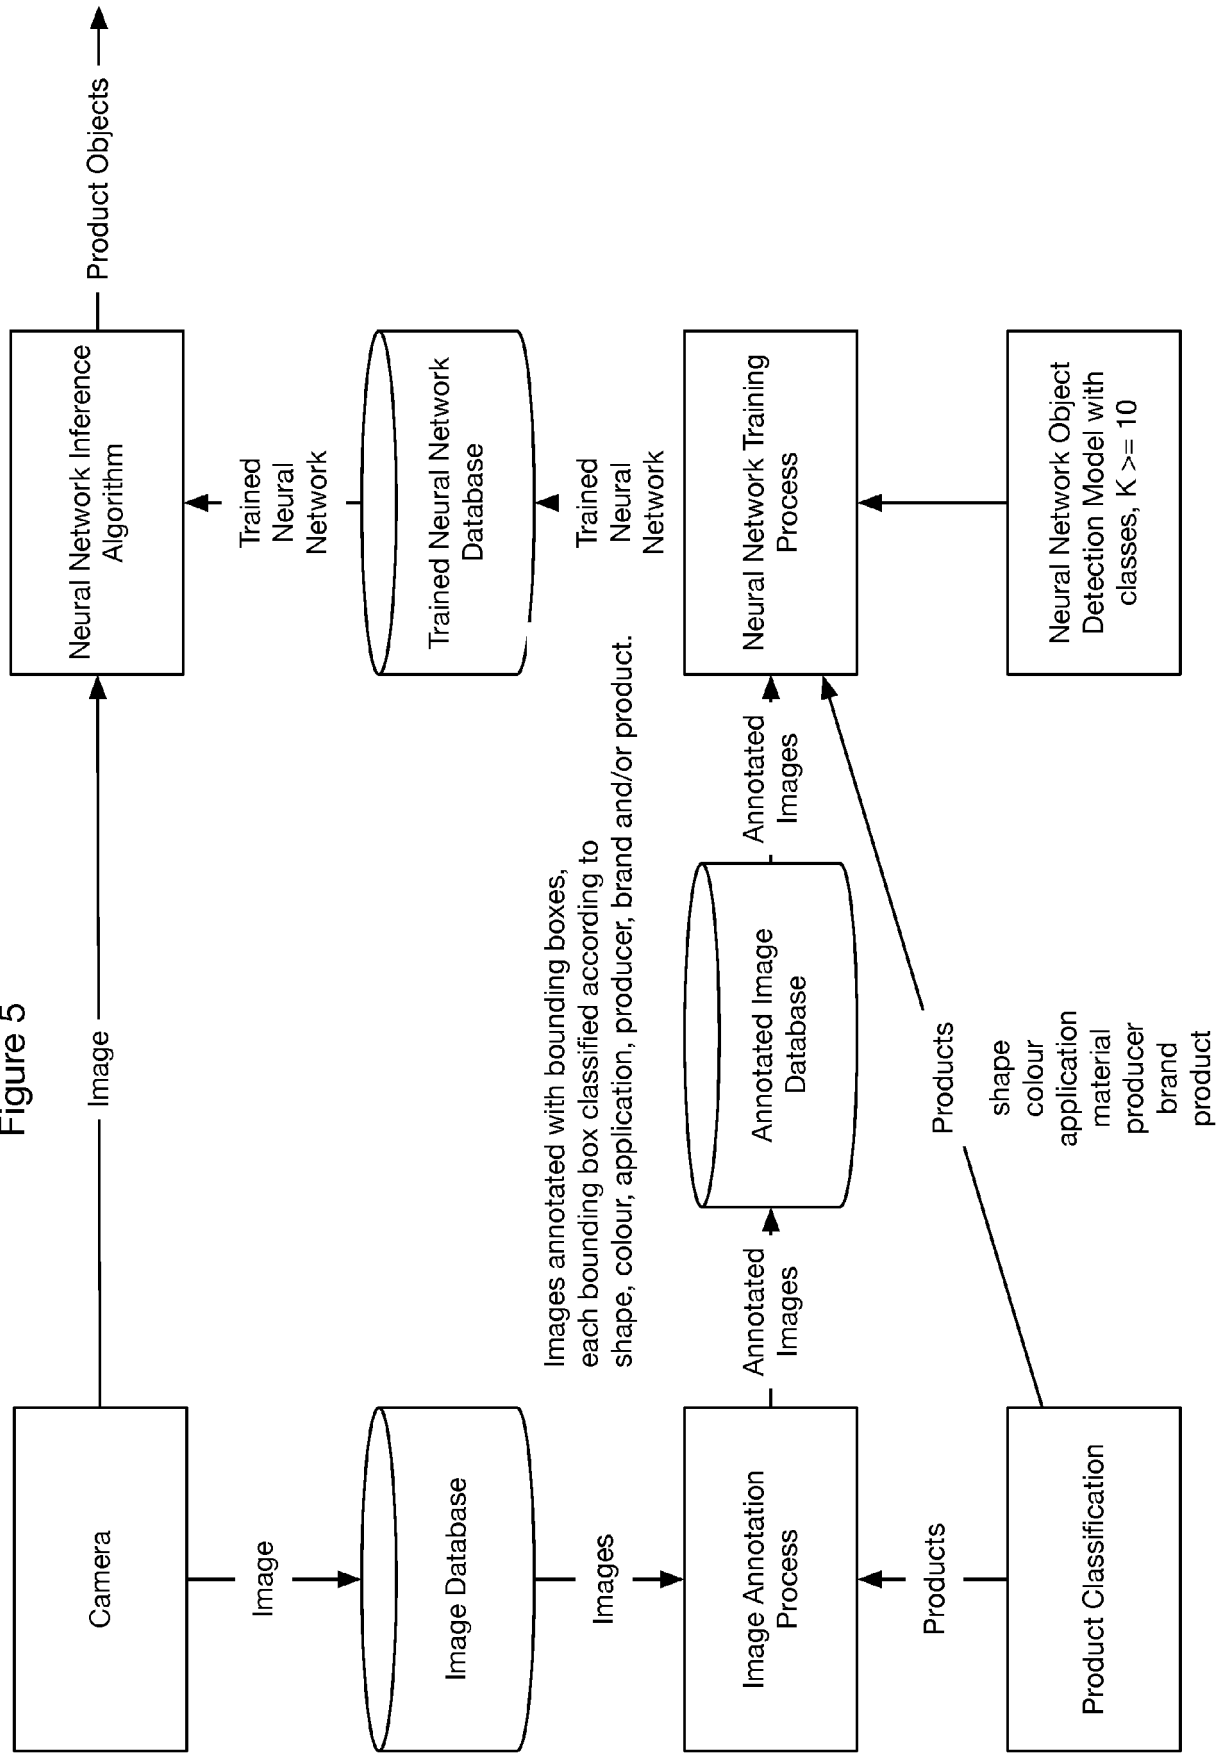 Figure 5
Camera
Image
Neural Network Inference
Algorithm
Product Objects
Image
Trained
Neural
Network
Image Database
Trained Neural Network
Database
Images
Images annotated with bounding boxes,
each bounding box classified according to
shape, colour, application, producer, brand and/or product.
Trained
Neural
Network
Image Annotation
Process
Annotated
Images
Annotated Image
Database
Annotated
Images
Neural Network Training
Process
Products
Products
shape
colour
application
material
producer
brand
product
Product Classification
Neural Network Object
Detection Model with
classes, K >= 10